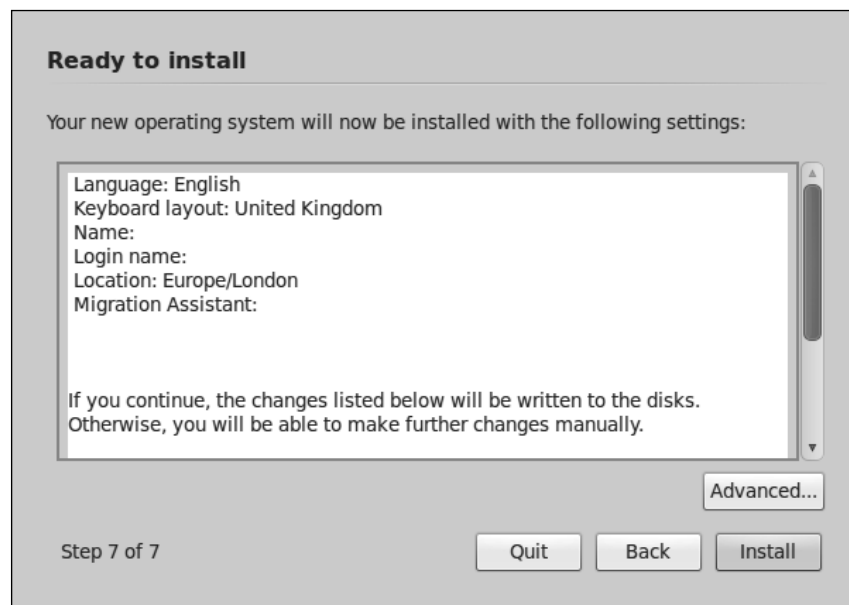 Ready to install
Your new operating system will now be installed with the following settings:
Language: English
Keyboard layout: United Kingdom
Name:
Login name:
Location: Europe/London
Migration Assistant:
If you continue, the changes listed below will be written to the disks.
Otherwise, you will be able to make further changes manually.
Advanced...
Step 7 of 7
Quit
Back
Install